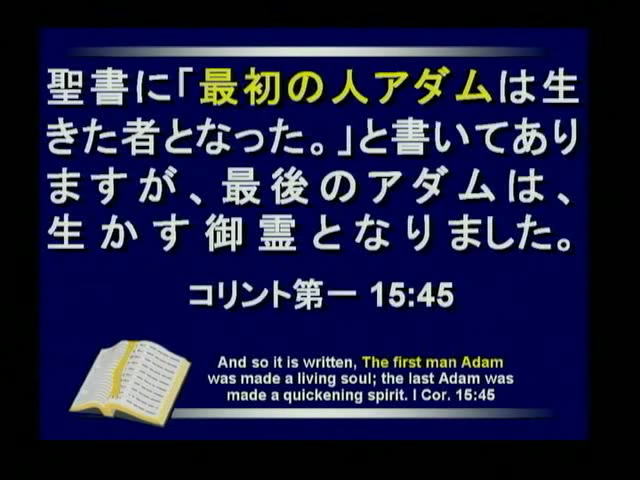 聖書に「最初の人アダムは生
きた者となった。」と書いてあり
ますが、最後のアダムは、
生かす御霊となりました。
コリント第一 15:45
And so it is written, The first man Adam
was made a living soul; the last Adam was
made a quickening spirit. I Cor. 15:45